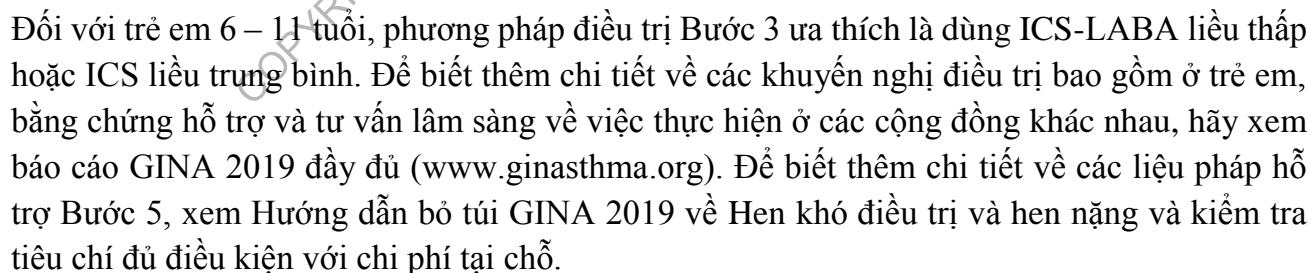 Đối với trẻ em 6 – 11 tuổi, phương pháp điều trị Bước 3 ưa thích là dùng ICS-LABA liều thấp
hoặc ICS liều trung bình. Để biết thêm chi tiết về các khuyến nghị điều trị bao gồm ở trẻ em,
bằng chứng hỗ trợ và tư vấn lâm sàng về việc thực hiện ở các cộng đồng khác nhau, hãy xem
báo cáo GINA 2019 đầy đủ (www.ginasthma.org). Để biết thêm chi tiết về các liệu pháp hỗ
trợ Bước 5, xem Hướng dẫn bỏ túi GINA 2019 về Hen khó điều trị và hen nặng và kiểm tra
tiêu chí đủ điều kiện với chi phí tại chỗ.